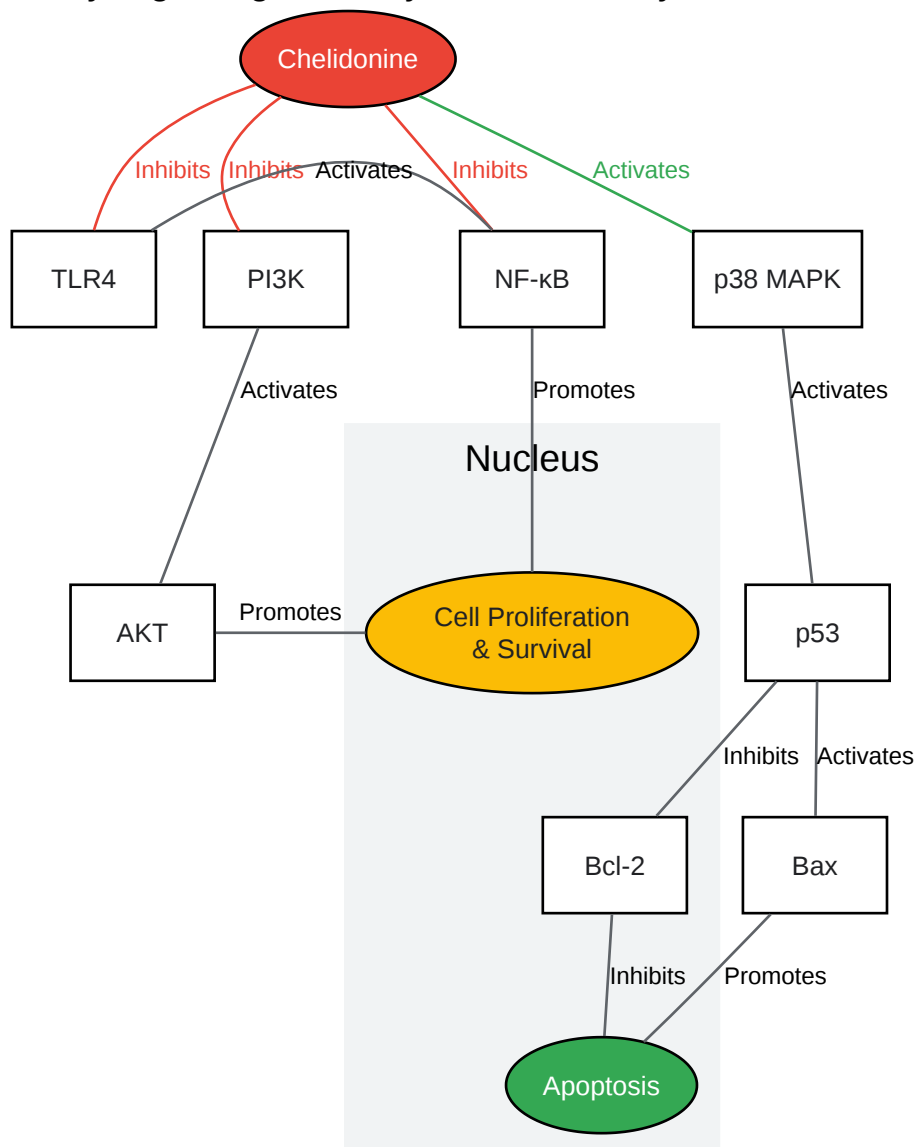 Chelidonine
Inhibits
Inhibits
Activates
Inhibits
Activates
TLR4
PI3K
NF-κB
p38 MAPK
Activates
Promotes
Activates
Nucleus
AKT
Promotes
Cell Proliferation
& Survival
p53
Inhibits
Activates
Bcl-2
Bax
Inhibits
Promotes
Apoptosis